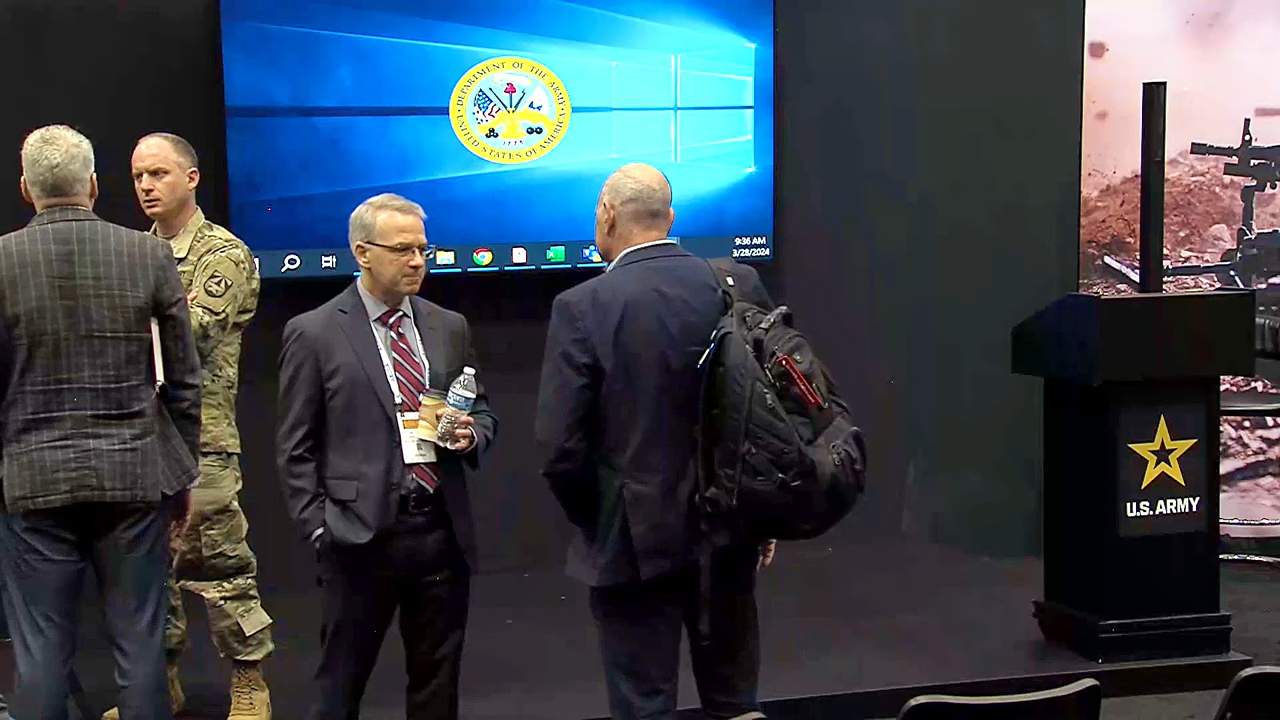 DEPARTMENT OF THE ARMY
UNITED STATES OF AMERICA
1775
9:36 AM
3/28/2024
U.S. ARMY